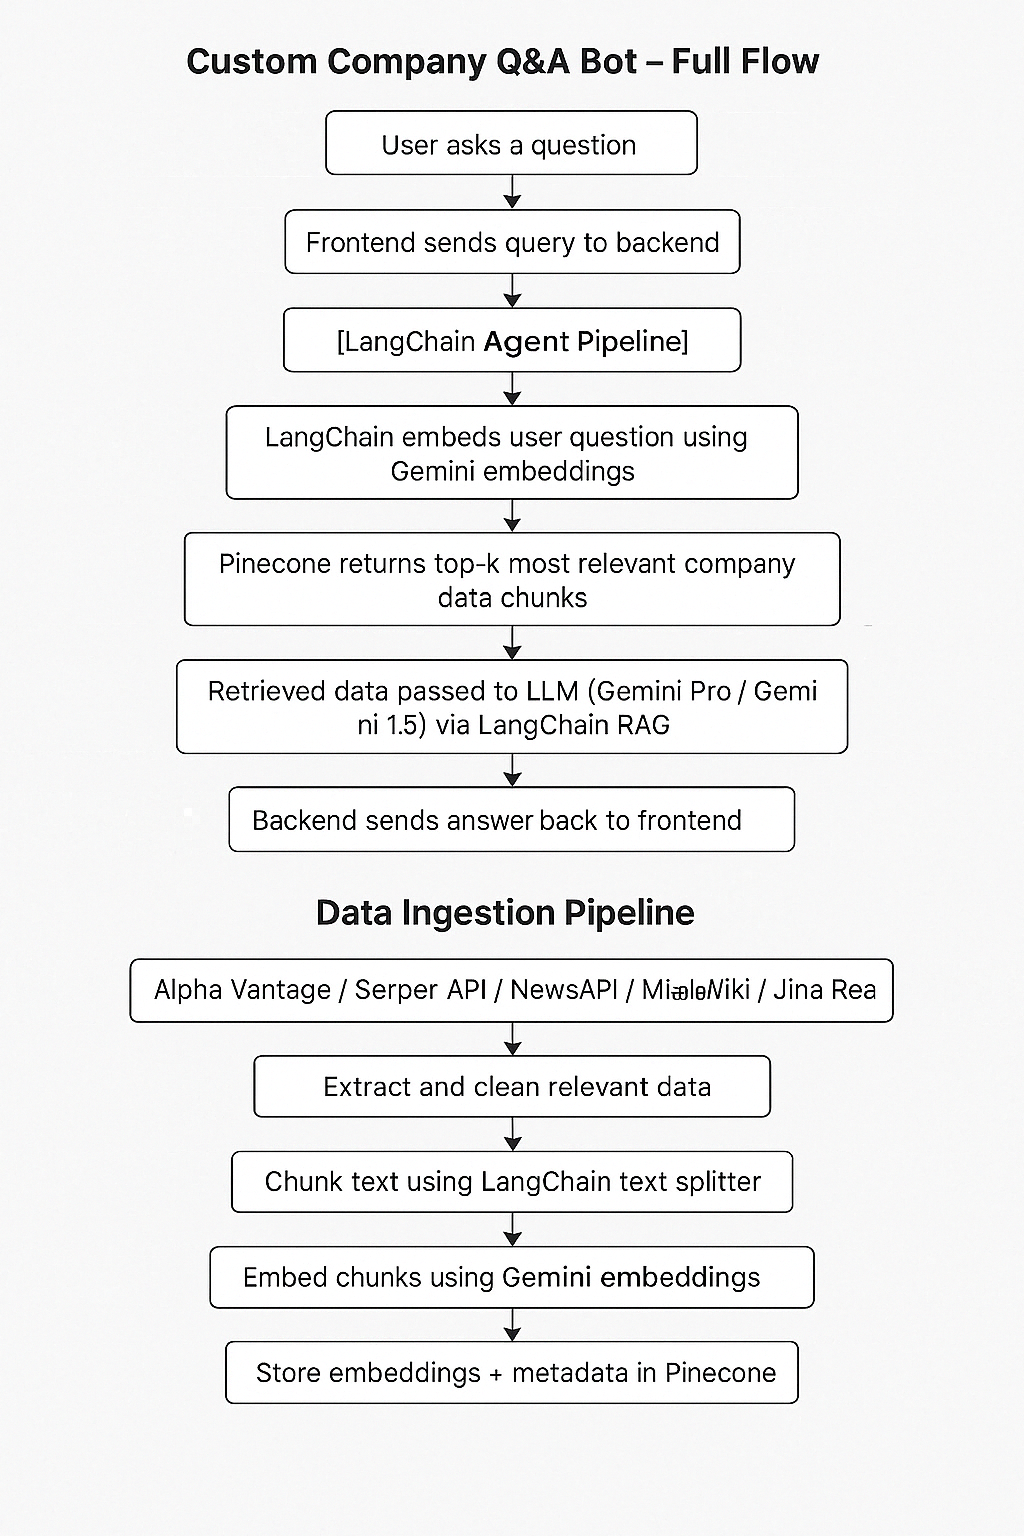 Custom Company Q&A Bot – Full Flow
User asks a question
Frontend sends query to backend
[LangChain Agent Pipeline]
LangChain embeds user question using
Gemini embeddings
Pinecone returns top-k most relevant company
data chunks
Retrieved data passed to LLM (Gemini Pro / Gemi
ni 1.5) via LangChain RAG
Backend sends answer back to frontend
Data Ingestion Pipeline
Alpha Vantage / Serper API / NewsAPI / / Jina Rea
Extract and clean relevant data
Chunk text using LangChain text splitter
Embed chunks using Gemini embeddings
Store embeddings + metadata in Pinecone